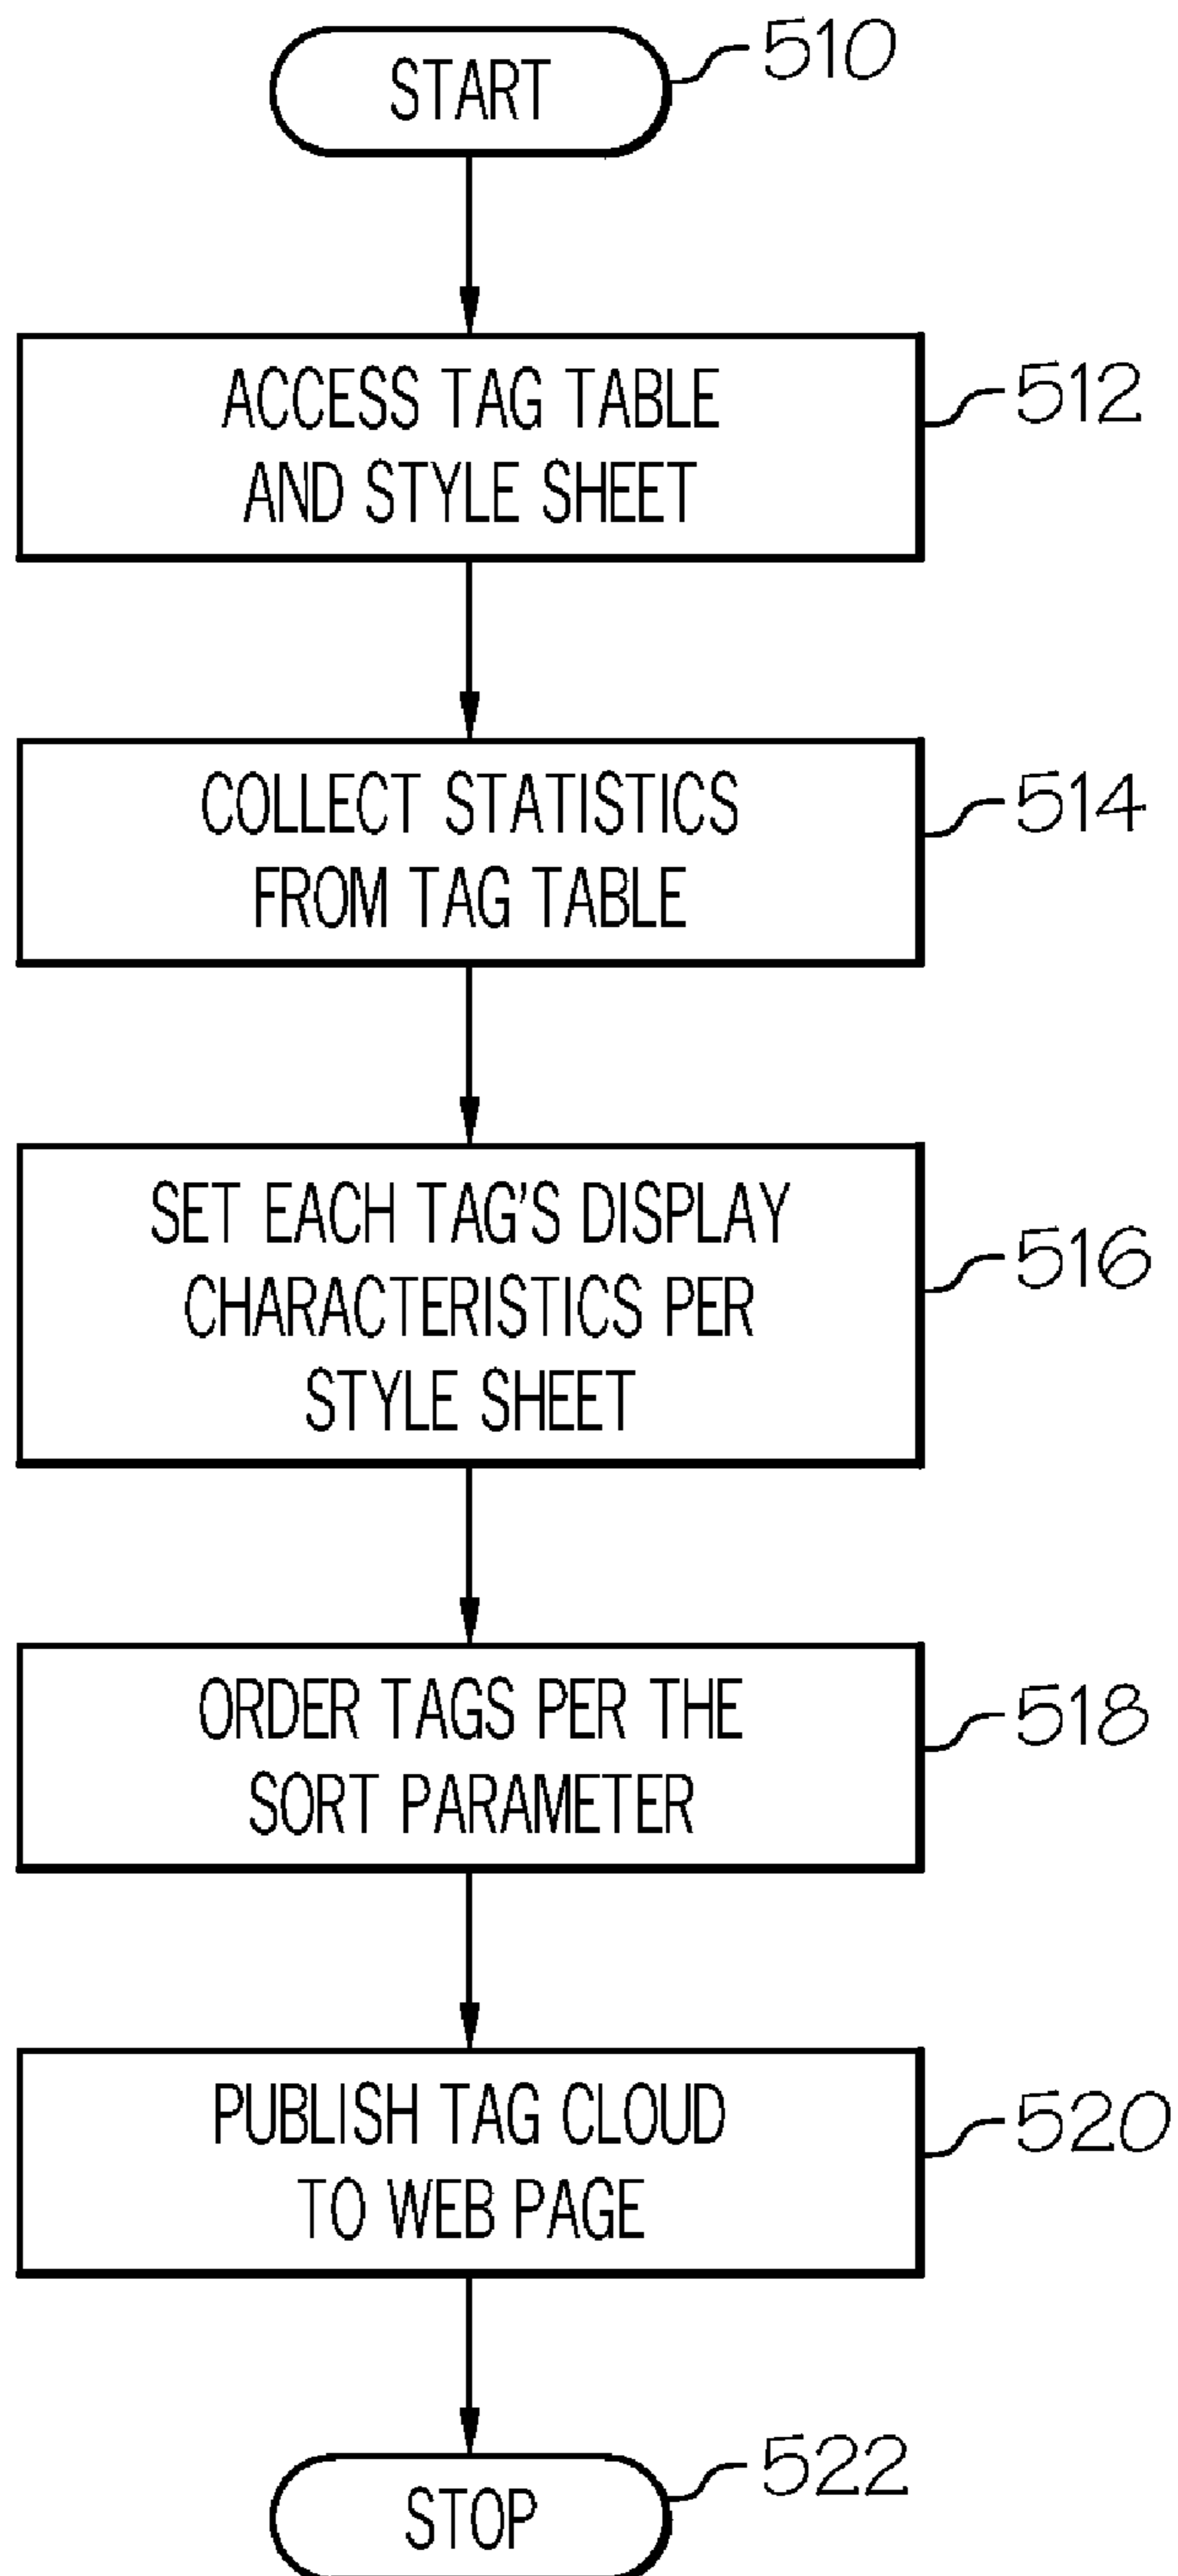 START
510
ACCESS TAG TABLE
AND STYLE SHEET
512
COLLECT STATISTICS
FROM TAG TABLE
514
SET EACH TAG'S DISPLAY
CHARACTERISTICS PER
STYLE SHEET
516
ORDER TAGS PER THE
SORT PARAMETER
518
PUBLISH TAG CLOUD
TO WEB PAGE
520
STOP
522